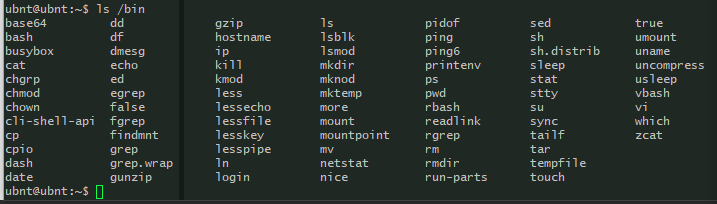 ubnt@ubnt:~$ ls /bin
base64 dd gzip ls pidof sed true
bash df hostname lsblk ping sh umount
busybox dmesg ip lsmod ping6 sh.distrib uname
cat echo kill mkdir printenv sleep uncompress
chgrp ed kmod mknod ps stat usleep
chmod egrep less mktemp pwd stty vbash
chown false lessecho more rbash su vi
cli-shell-api fgrep lessfile mount readlink sync which
cp findmnt lesskey mountpoint rgrep tailf zcat
cpio grep lesspipe mv rm tar
dash grep.wrap ln netstat rmdir tempfile
date gunzip login nice run-parts touch
ubnt@ubnt:~$